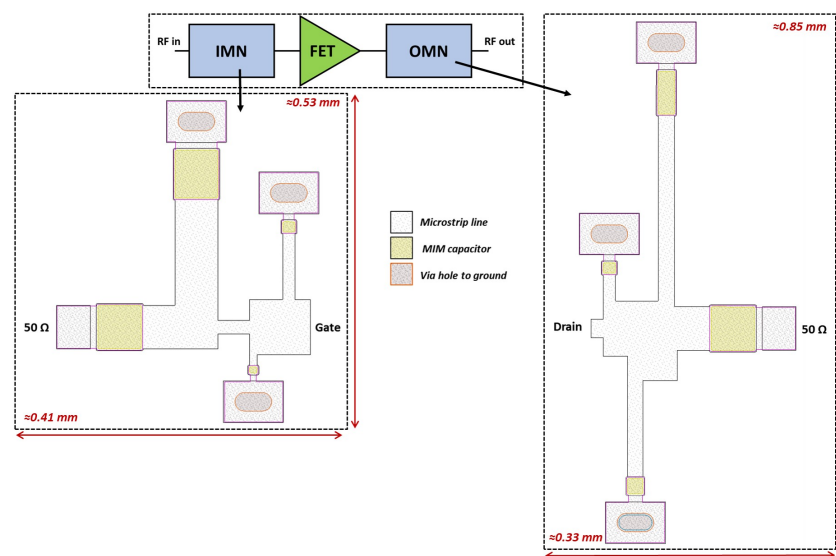 RF in
IMN
FET
OMN
RF out
≈0.53 mm
≈0.85 mm
Microstrip line
MIM capacitor
Via hole to ground
50 Ω
Gate
Drain
50 Ω
≈0.41 mm
≈0.33 mm